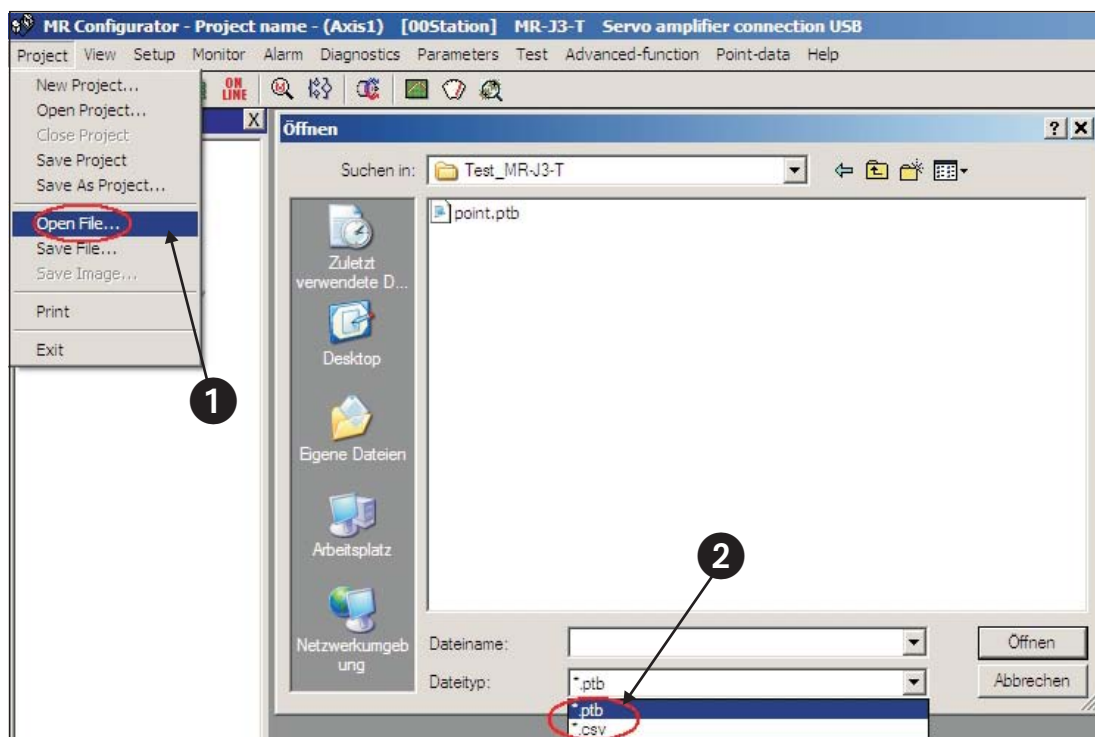 MR Configurator - Project name - (Axis1) [00Station] MR-J3-T Servo amplifier connection USB
Project View Setup Monitor Alarm Diagnostics Parameters Test Advanced-function Point-data Help
New Project...
Open Project...
Close Project
Save Project
Save As Project...
Open File...
Save File...
Save Image...
Print
Exit
ON
LINE
X
1
Öffnen
Suchen in:
Test_MR-J3-T
point.ptb
Zuletzt
verwendete D...
Desktop
Eigene Dateien
Arbeitsplatz
Netzwerkumgeb
ung
2
Dateiname:
Öffnen
Dateityp:
*.ptb
Abbrechen
*.ptb
*.csv